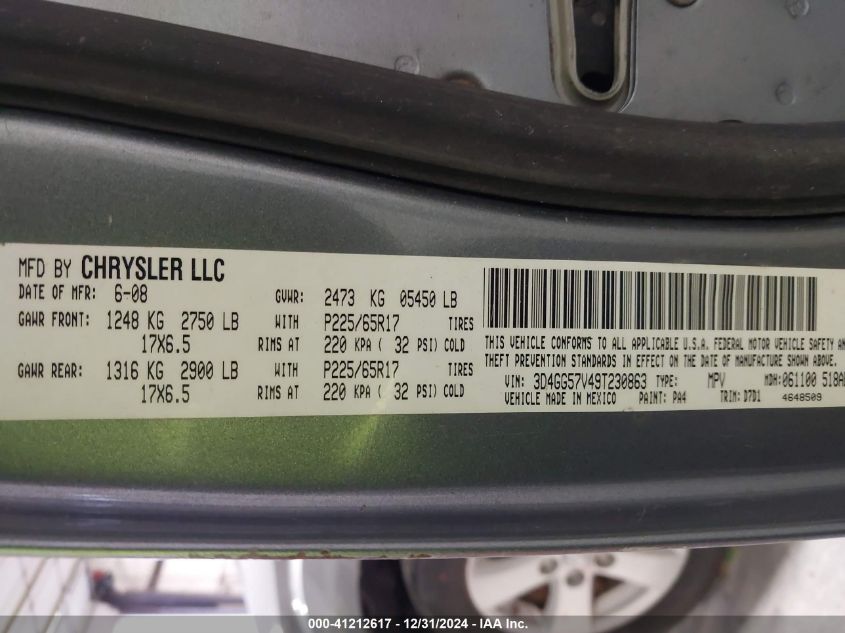 MFD BY CHRYSLER LLC
DATE OF MFR: 6-08 GVWR: 2473 KG 05450 LB
GAWR FRONT: 1248 KG 2750 LB WITH P225/65R17 TIRES
17X6.5 RIMS AT 220 KPA ( 32 PSI) COLD
GAWR REAR: 1316 KG 2900 LB WITH P225/65R17 TIRES
17X6.5 RIMS AT 220 KPA ( 32 PSI) COLD
THIS VEHICLE CONFORMS TO ALL APPLICABLE U.S.A. FEDERAL MOTOR VEHICLE SAFETY AND
THEFT PREVENTION STANDARDS IN EFFECT ON THE DATE OF MANUFACTURE SHOWN ABOVE.
VIN: 3D4GG57V49T230863 TYPE: MPV MDH: 061100 518A
VEHICLE MADE IN MEXICO PAINT: PA4 TRIM: D7D1 4648509
000-41212617 - 12/31/2024 - IAA Inc.